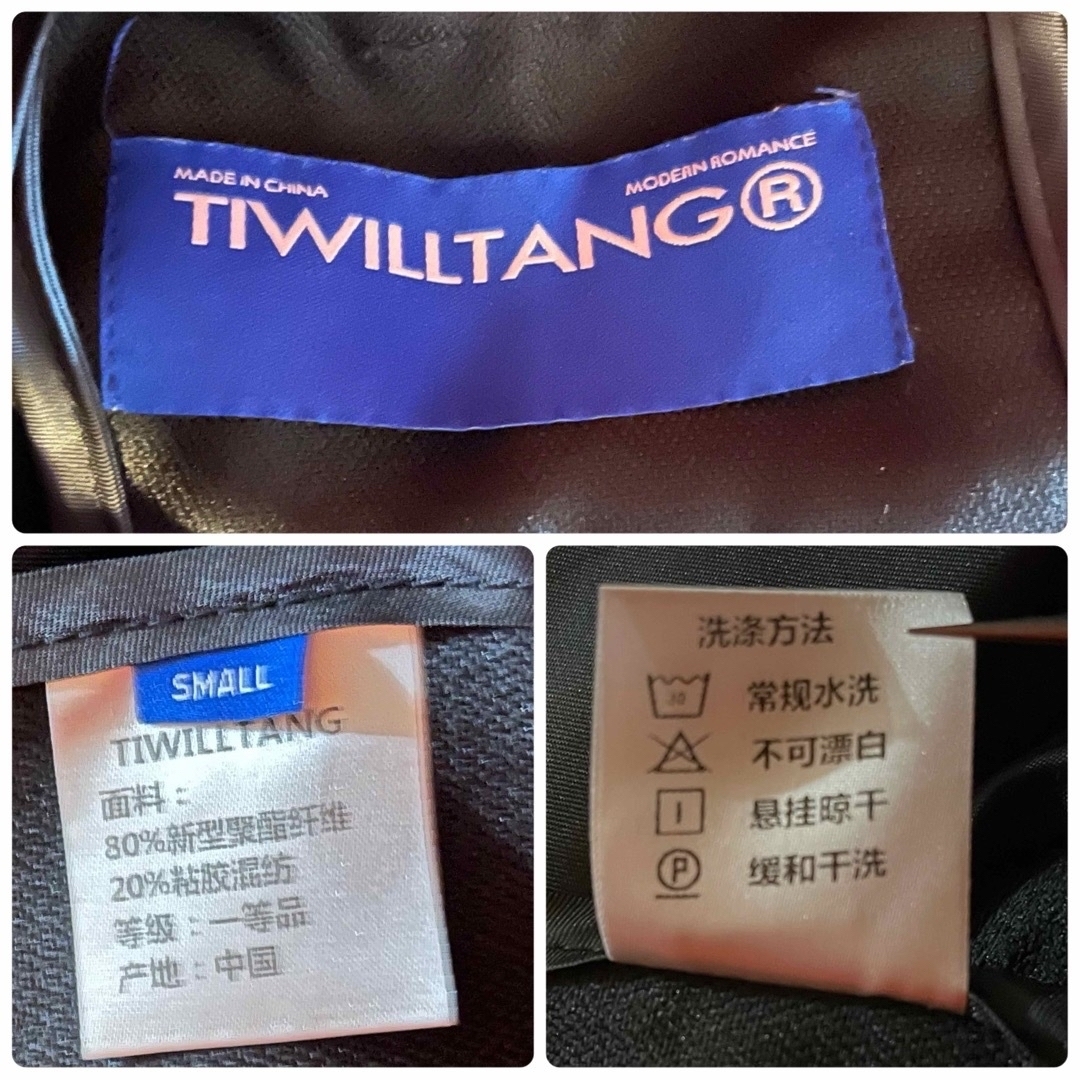 MADE IN CHINA MODERN ROMANCE
TIWILLTANG®
SMALL
TIWILLTANG
面料：
80%新型聚酯纤维
20%粘胶混纺
等级：一等品
产地：中国
洗涤方法
30 常规水洗
不可漂白
悬挂晾干
P 缓和干洗